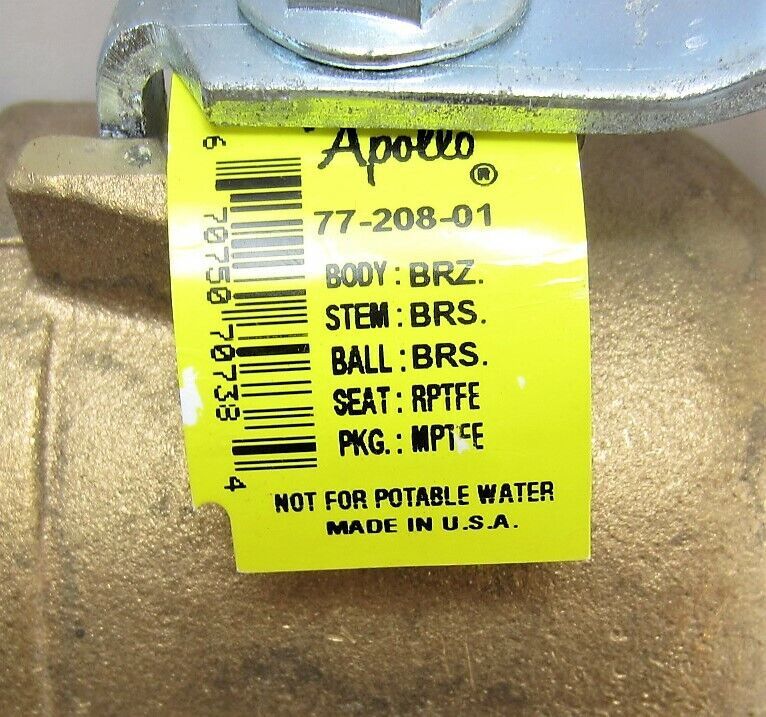 Apollo ®
77-208-01
BODY: BRZ.
STEM: BRS.
BALL: BRS.
SEAT: RPTFE
PKG.: MPTFE
NOT FOR POTABLE WATER
MADE IN U.S.A.
6 70750 70738 4